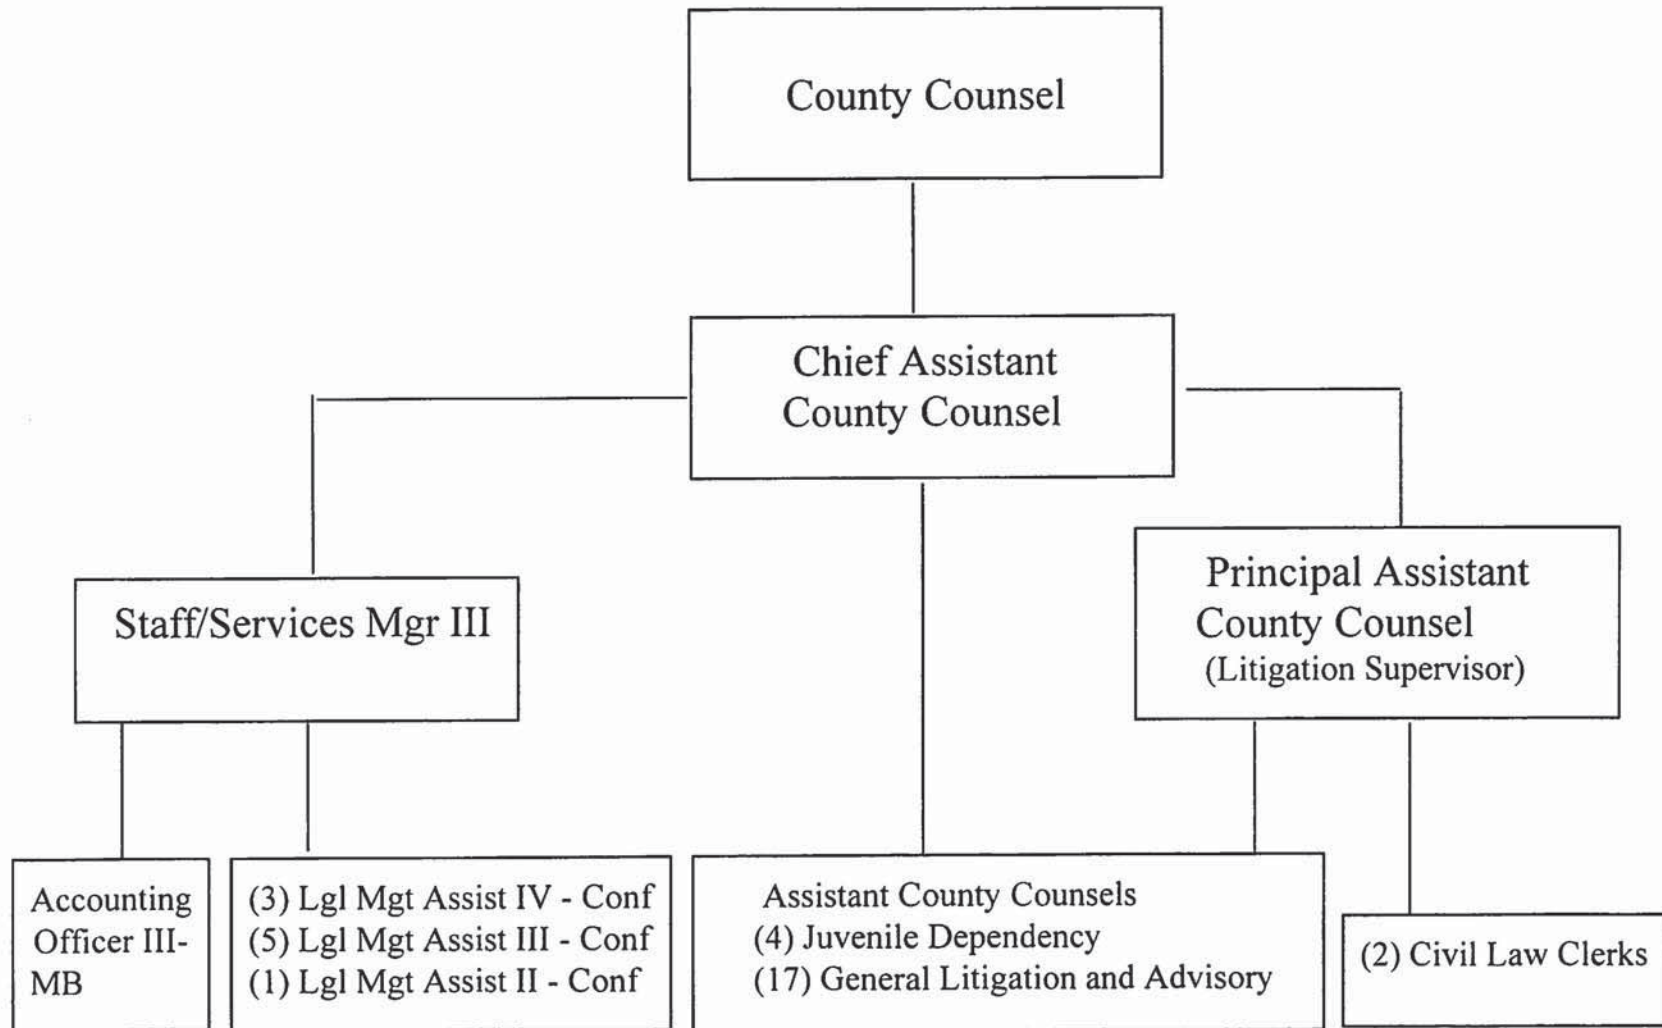 County Counsel
Chief Assistant
County Counsel
Staff/Services Mgr III
Principal Assistant
County Counsel
(Litigation Supervisor)
Accounting
Officer III-
MB
(3) Lgl Mgt Assist IV - Conf
(5) Lgl Mgt Assist III - Conf
(1) Lgl Mgt Assist II - Conf
Assistant County Counsels
(4) Juvenile Dependency
(17) General Litigation and Advisory
(2) Civil Law Clerks